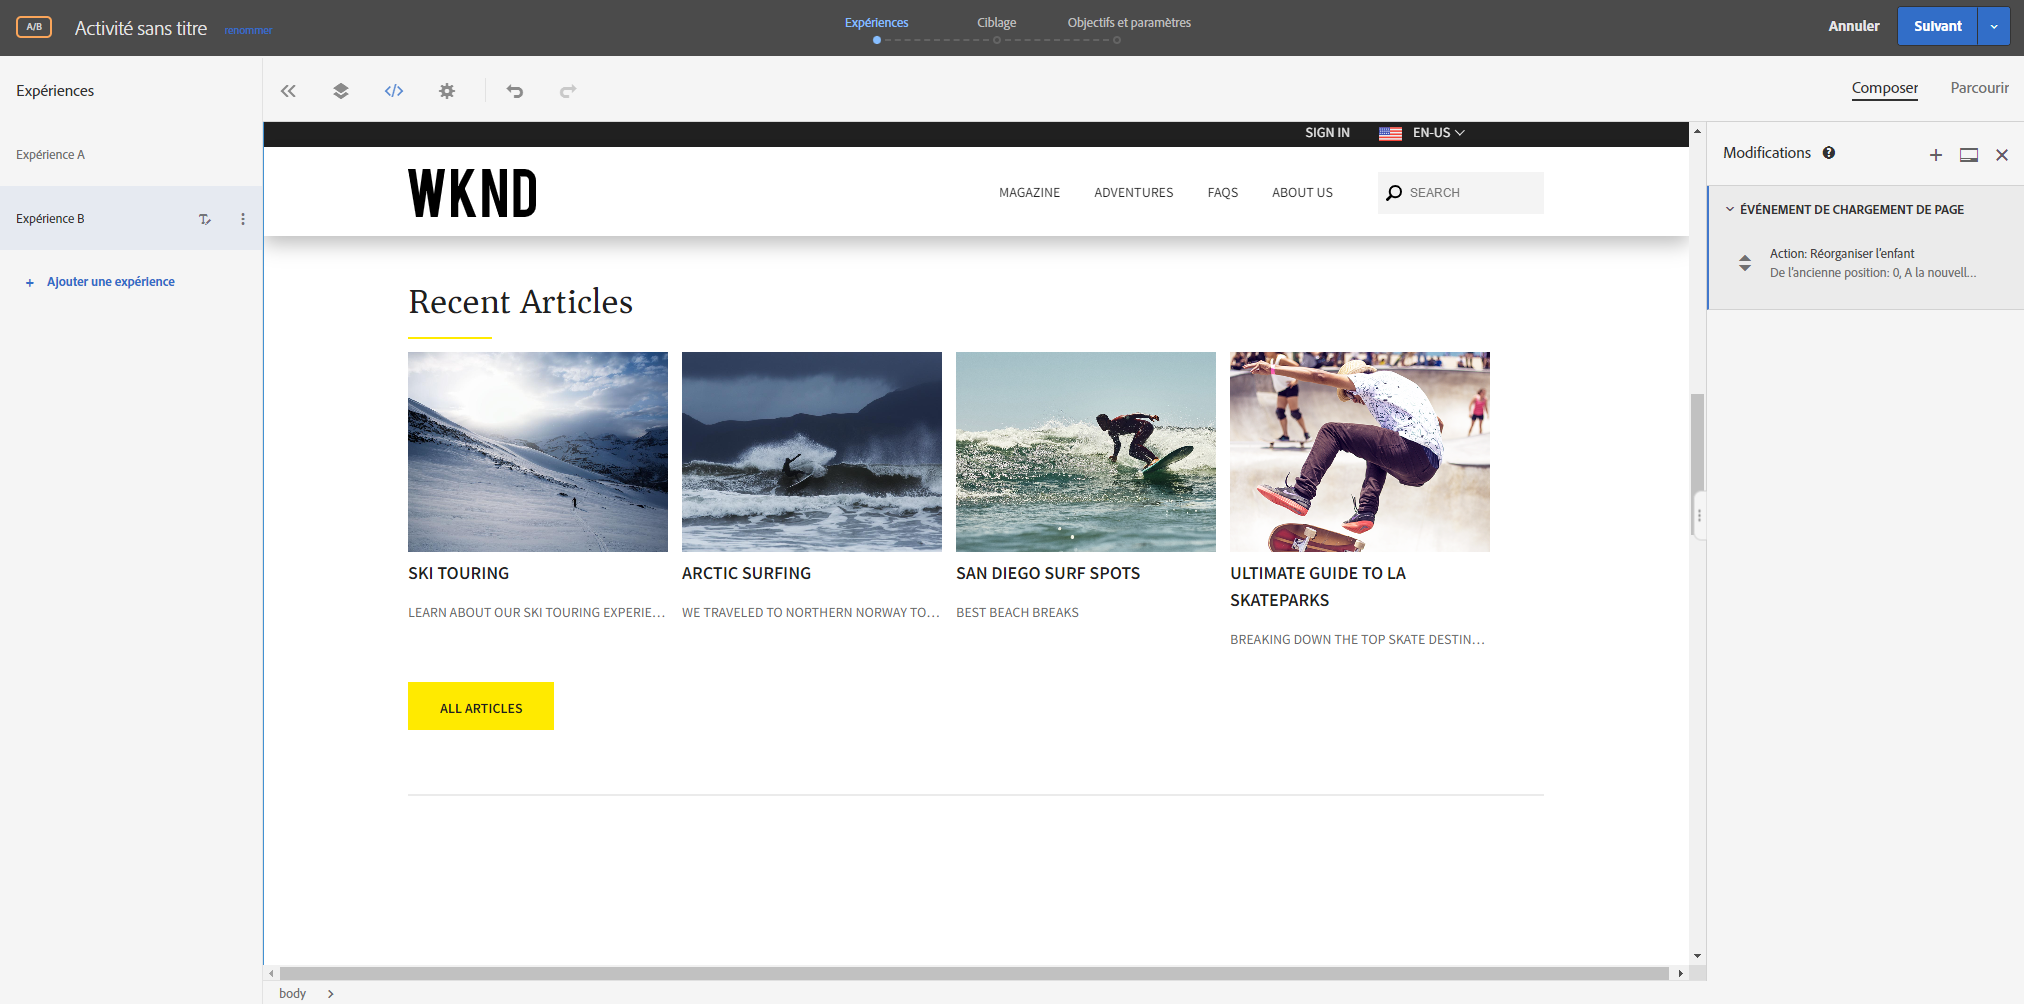 A/B
Activité sans titre renommer
Expériences Ciblage Objectifs et paramètres
Annuler Suivant
Expériences
Composer Parcourir
Expérience A
Expérience B
+ Ajouter une expérience
SIGN IN EN-US
WKND
MAGAZINE ADVENTURES FAQS ABOUT US SEARCH
Recent Articles
SKI TOURING
LEARN ABOUT OUR SKI TOURING EXPERIE...
ARCTIC SURFING
WE TRAVELED TO NORTHERN NORWAY TO...
SAN DIEGO SURF SPOTS
BEST BEACH BREAKS
ULTIMATE GUIDE TO LA
SKATEPARKS
BREAKING DOWN THE TOP SKATE DESTIN...
ALL ARTICLES
body
Modifications
ÉVÉNEMENT DE CHARGEMENT DE PAGE
Action: Réorganiser l'enfant
De l'ancienne position: 0, A la nouvell...